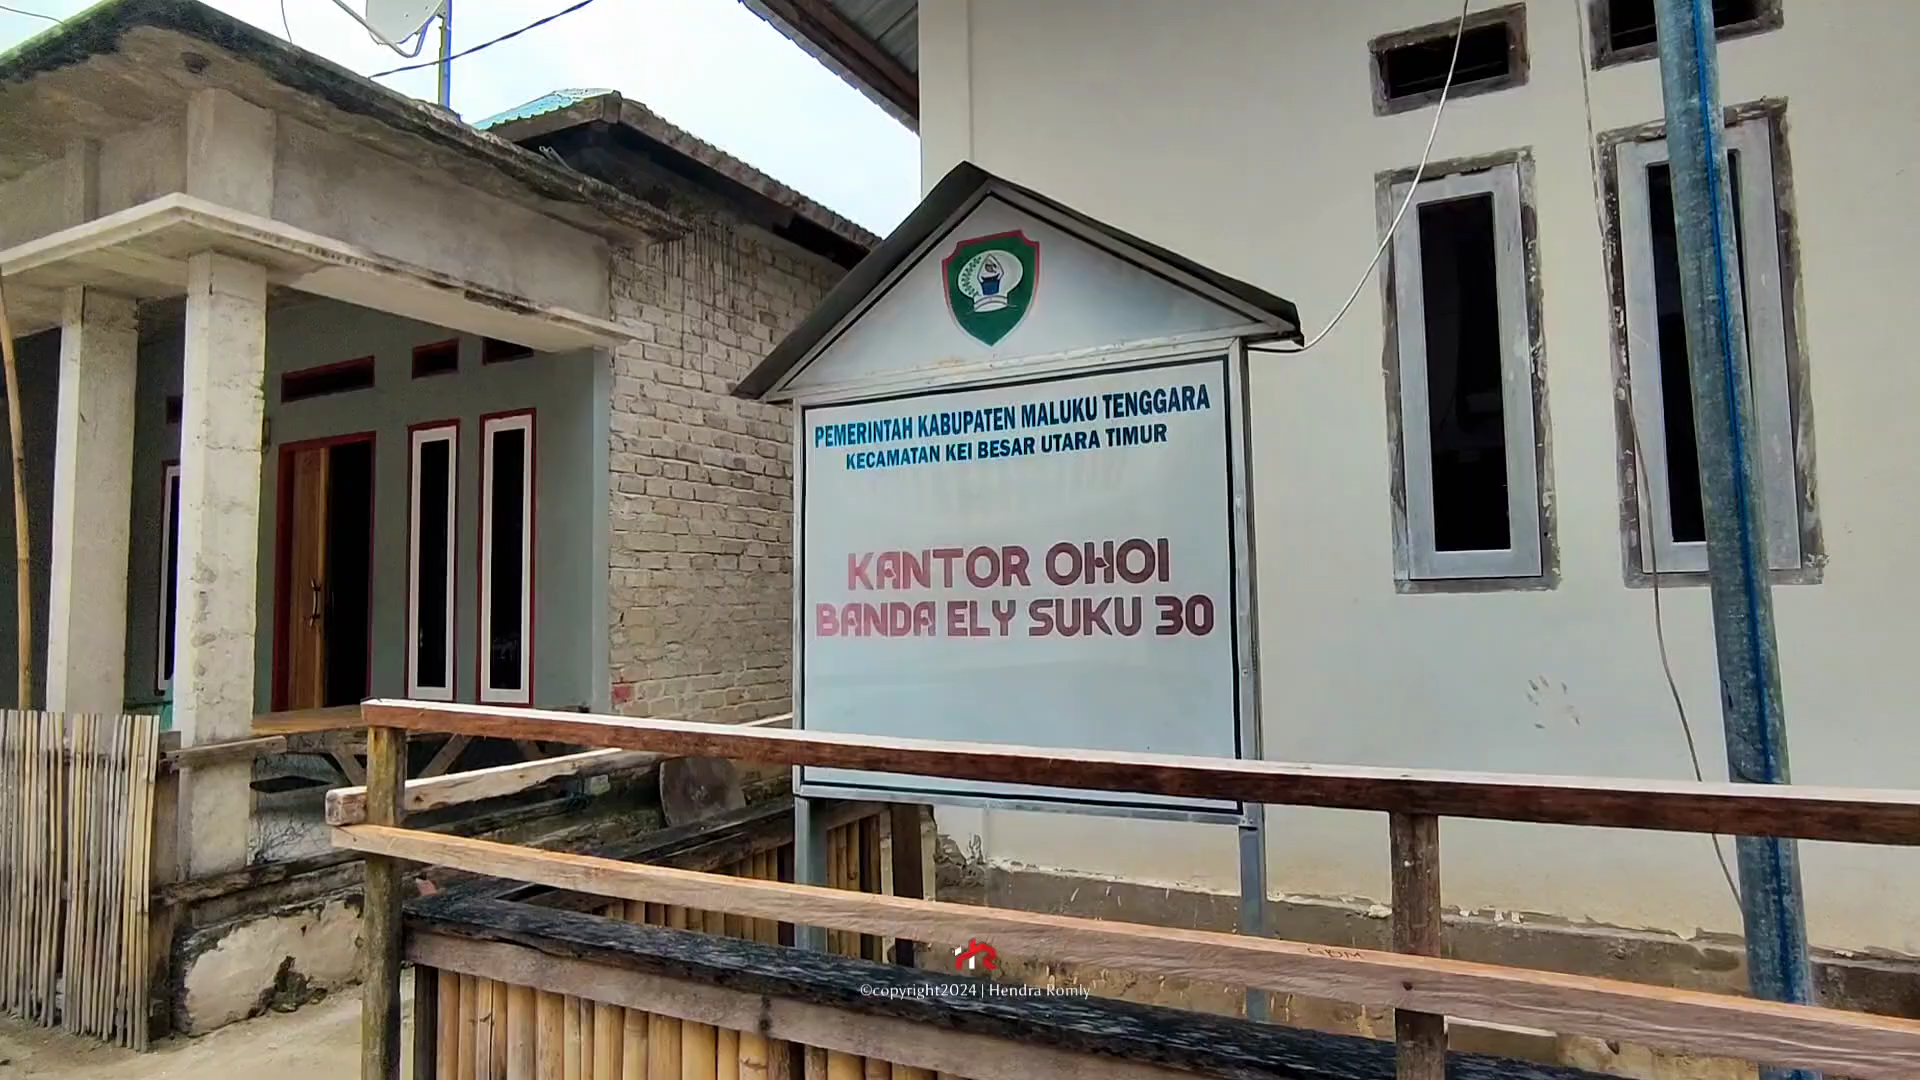 PEMERINTAH KABUPATEN MALUKU TENGGARA
KECAMATAN KEI BESAR UTARA TIMUR
KANTOR OHOI
BANDA ELY SUKU 30
©copyright2024 | Hendra Romly